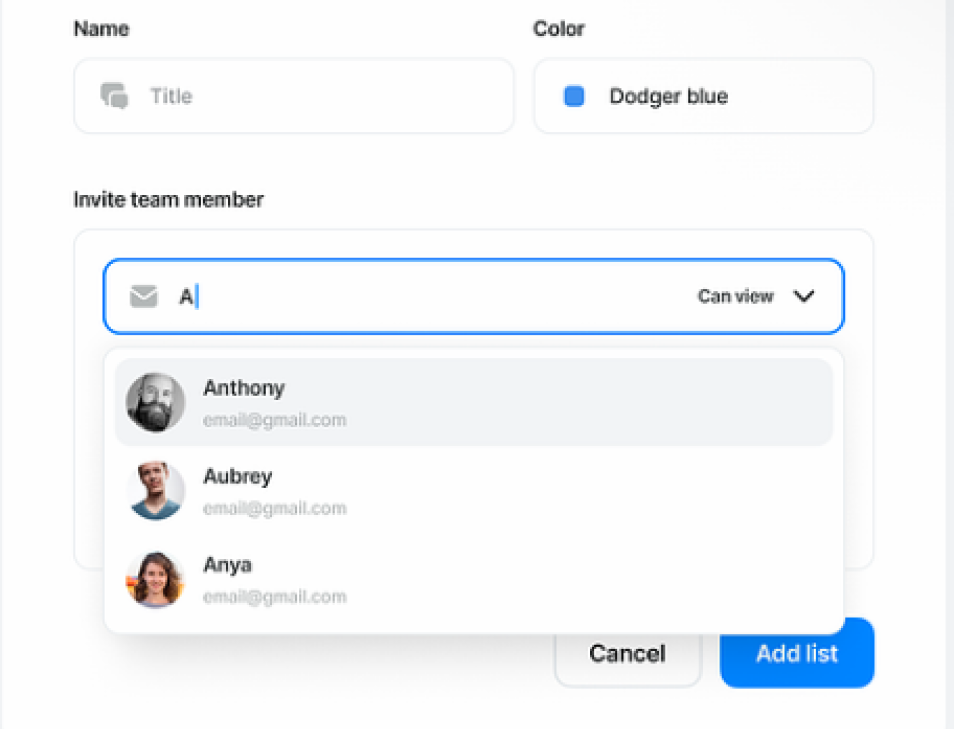 Name Color
Title Dodger blue
Invite team member
A Can view
Anthony
email@gmail.com
Aubrey
email@gmail.com
Anya
email@gmail.com
Cancel Add list